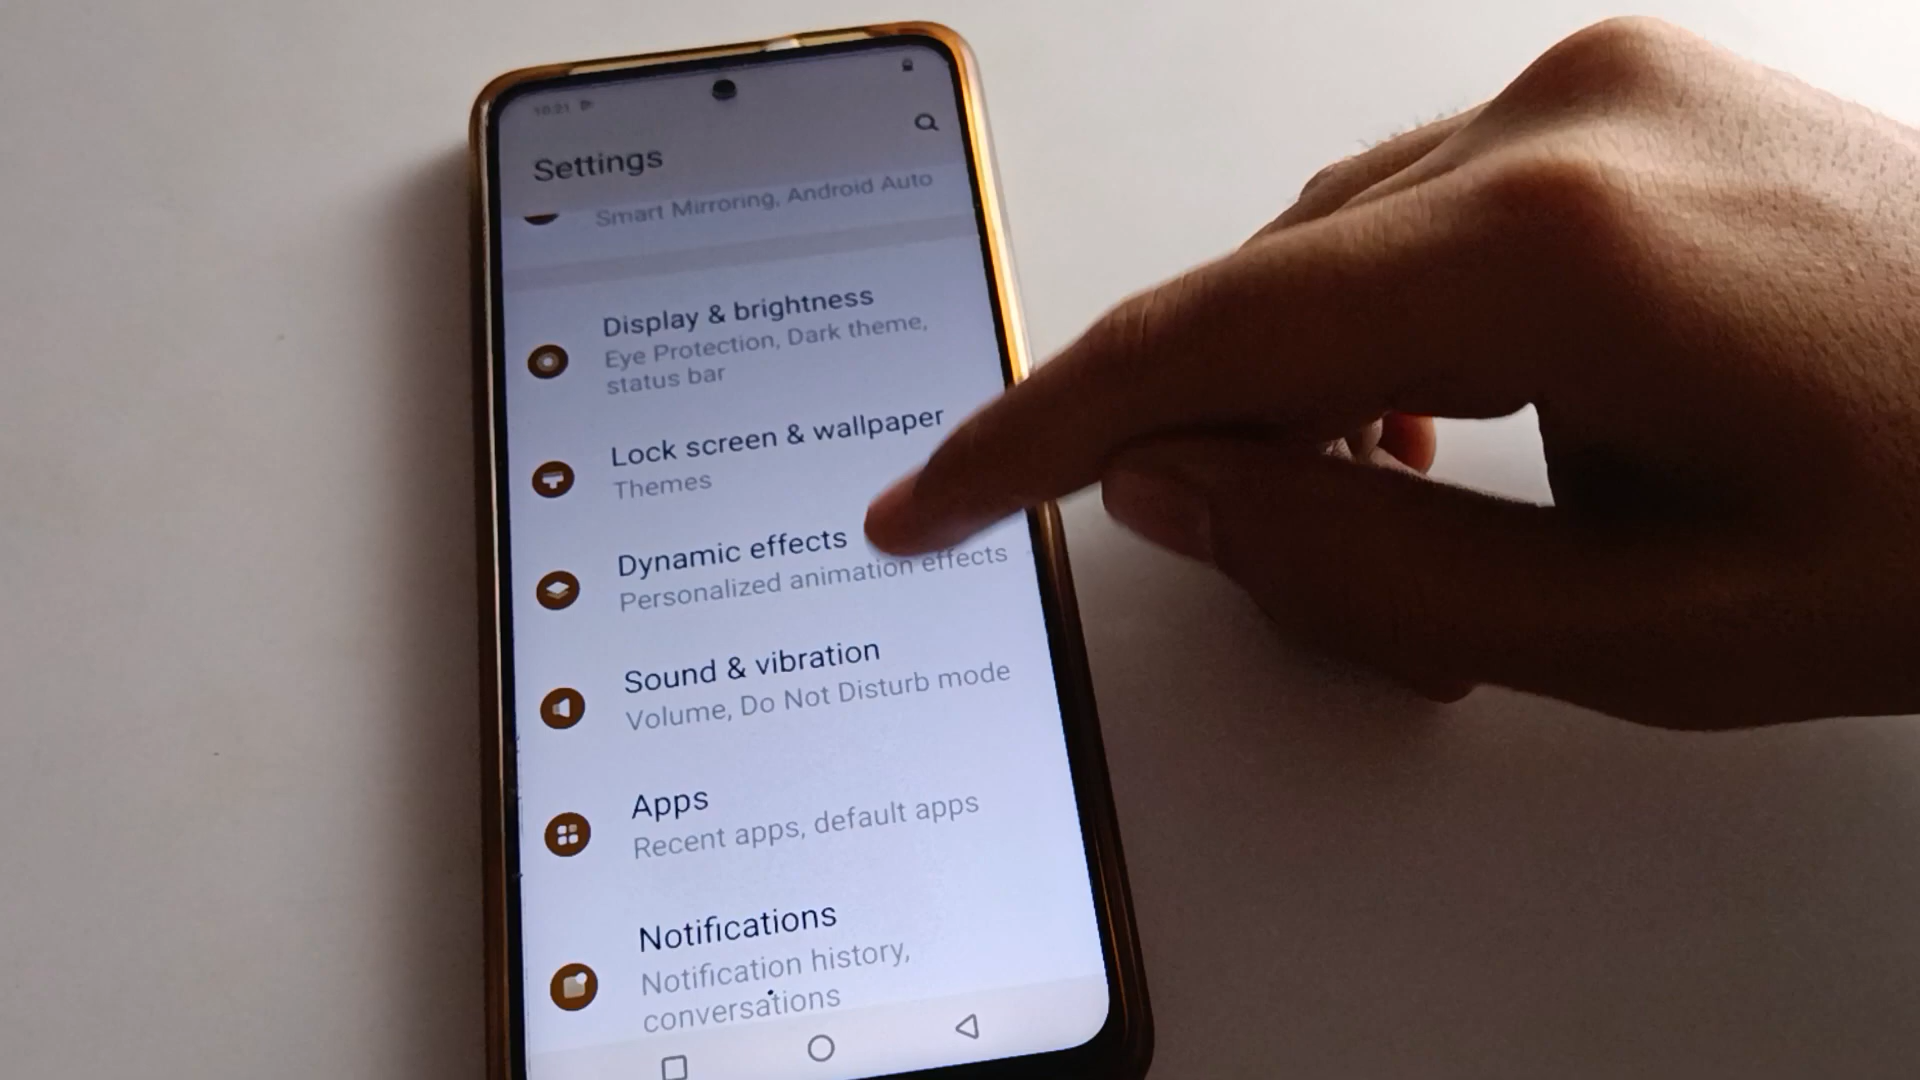 10:21
Settings
Smart Mirroring, Android Auto
Display & brightness
Eye Protection, Dark theme,
status bar
Lock screen & wallpaper
Themes
Dynamic effects
Personalized animation effects
Sound & vibration
Volume, Do Not Disturb mode
Apps
Recent apps, default apps
Notifications
Notification history,
conversations